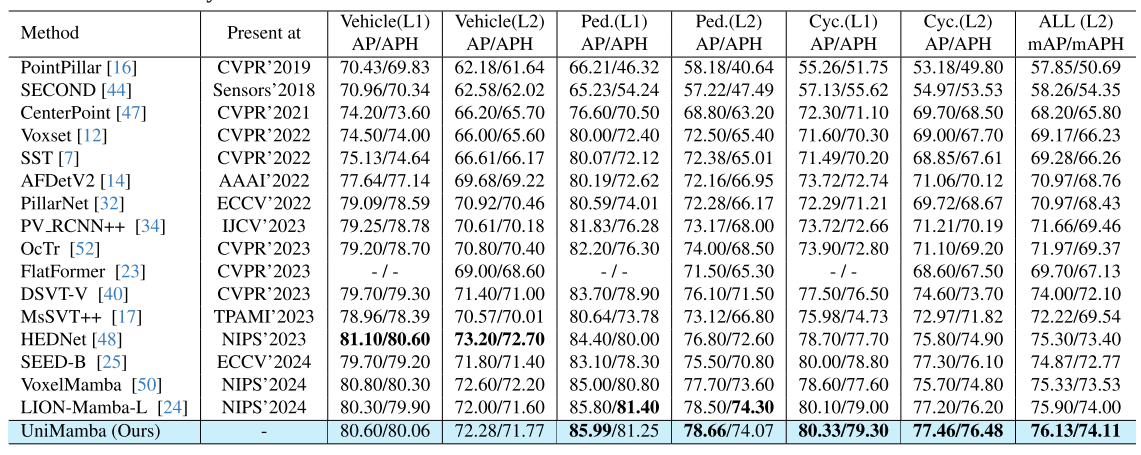 Method Present at Vehicle(L1) AP/APH Vehicle(L2) AP/APH Ped.(L1) AP/APH Ped.(L2) AP/APH Cyc.(L1) AP/APH Cyc.(L2) AP/APH ALL (L2) mAP/mAPH
PointPillar [16] CVPR'2019 70.43/69.83 62.18/61.64 66.21/46.32 58.18/40.64 55.26/51.75 53.18/49.80 57.85/50.69
SECOND [44] Sensors'2018 70.96/70.34 62.58/62.02 65.23/54.24 57.22/47.49 57.13/55.62 54.97/53.53 58.26/54.35
CenterPoint [47] CVPR'2021 74.20/73.60 66.20/65.70 76.60/70.50 68.80/63.20 72.30/71.10 69.70/68.50 68.20/65.80
Voxset [12] CVPR'2022 74.50/74.00 66.00/65.60 80.00/72.40 72.50/65.40 71.60/70.30 69.00/67.70 69.17/66.23
SST [7] CVPR'2022 75.13/74.64 66.61/66.17 80.07/72.12 72.38/65.01 71.49/70.20 68.85/67.61 69.28/66.26
AFDetV2 [14] AAAI'2022 77.64/77.14 69.68/69.22 80.19/72.62 72.16/66.95 73.72/72.74 71.06/70.12 70.97/68.76
PillarNet [32] ECCV'2022 79.09/78.59 70.92/70.46 80.59/74.01 72.28/66.17 72.29/71.21 69.72/68.67 70.97/68.43
PV_RCNN++ [34] IJCV'2023 79.25/78.78 70.61/70.18 81.83/76.28 73.17/68.00 73.72/72.66 71.21/70.19 71.66/69.46
OcTr [52] CVPR'2023 79.20/78.70 70.80/70.40 82.20/76.30 74.00/68.50 73.90/72.80 71.10/69.20 71.97/69.37
FlatFormer [23] CVPR'2023 - / - 69.00/68.60 - / - 71.50/65.30 - / - 68.60/67.50 69.70/67.13
DSVT-V [40] CVPR'2023 79.70/79.30 71.40/71.00 83.70/78.90 76.10/71.50 77.50/76.50 74.60/73.70 74.00/72.10
MsSVT++ [17] TPAMI'2023 78.96/78.39 70.57/70.01 80.64/73.78 73.12/66.80 75.98/74.73 72.97/71.82 72.22/69.54
HEDNet [48] NIPS'2023 81.10/80.60 73.20/72.70 84.40/80.00 76.80/72.60 78.70/77.70 75.80/74.90 75.30/73.40
SEED-B [25] ECCV'2024 79.70/79.20 71.80/71.40 83.10/78.30 75.50/70.80 80.00/78.80 77.30/76.10 74.87/72.77
VoxelMamba [50] NIPS'2024 80.80/80.30 72.60/72.20 85.00/80.80 77.70/73.60 78.60/77.60 75.70/74.80 75.33/73.53
LION-Mamba-L [24] NIPS'2024 80.30/79.90 72.00/71.60 85.80/81.40 78.50/74.30 80.10/79.00 77.20/76.20 75.90/74.00
UniMamba (Ours) - 80.60/80.06 72.28/71.77 85.99/81.25 78.66/74.07 80.33/79.30 77.46/76.48 76.13/74.11